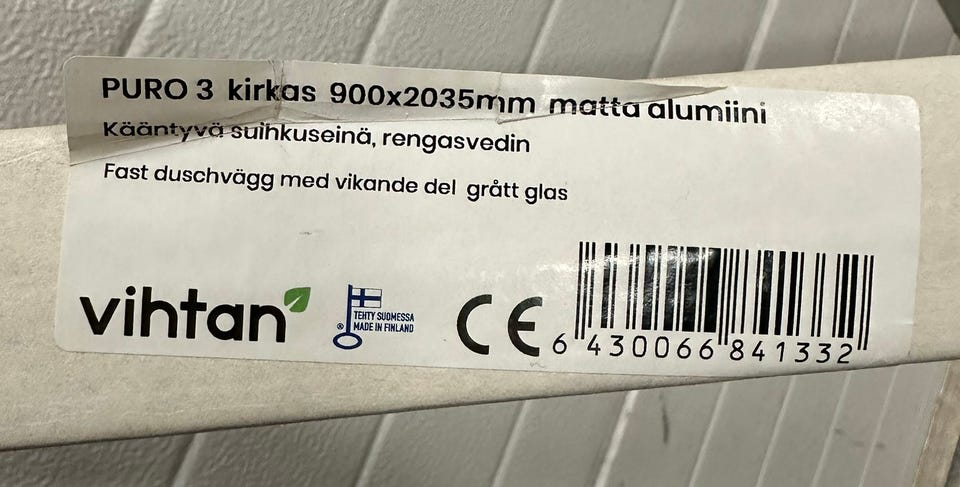 PURO 3 kirkas 900x2035mm matta alumiini
Kääntyvä suihkuseinä, rengasvedin
Fast duschvägg med vikande del grått glas
vihtan
® TEHTY SUOMESSA
MADE IN FINLAND
CE
6 430066 841332